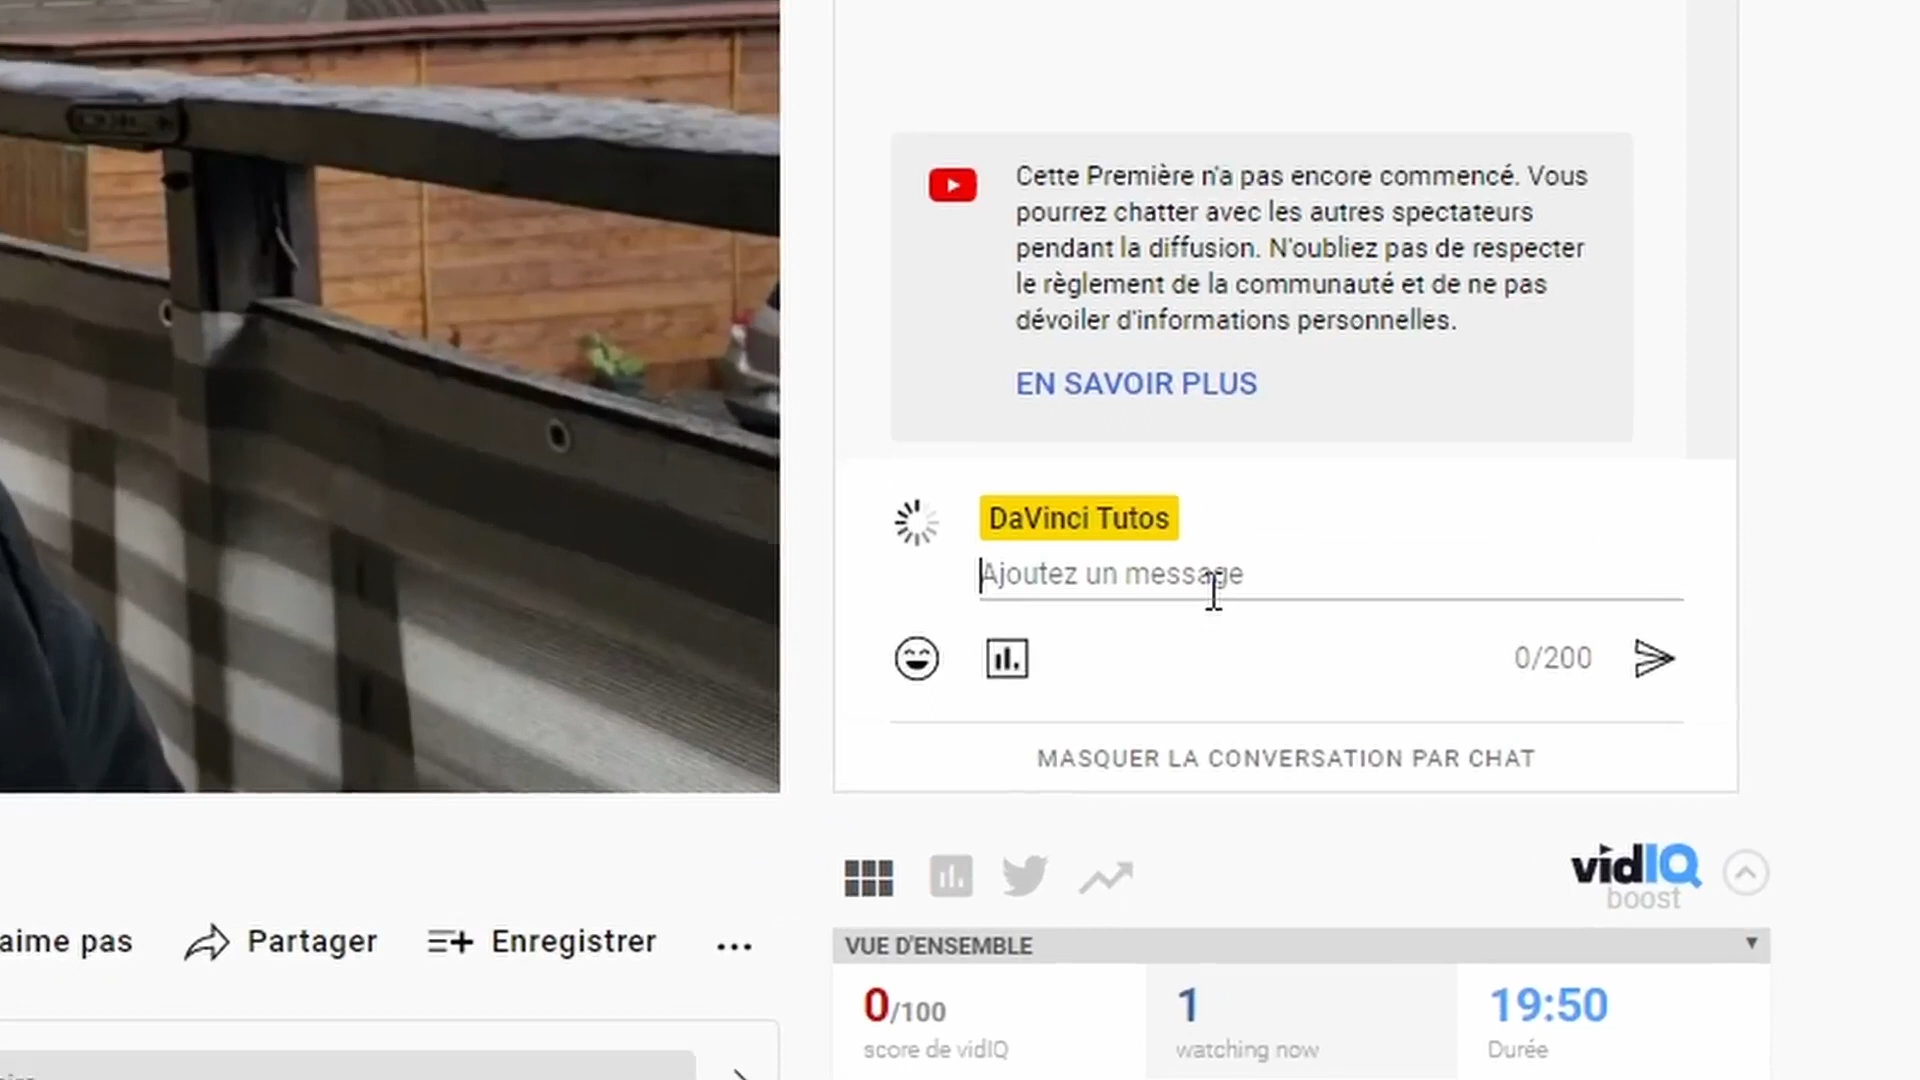 Cette Première n'a pas encore commencé. Vous
pourrez chatter avec les autres spectateurs
pendant la diffusion. N'oubliez pas de respecter
le règlement de la communauté et de ne pas
dévoiler d'informations personnelles.
EN SAVOIR PLUS
DaVinci Tutos
Ajoutez un message
0/200
MASQUER LA CONVERSATION PAR CHAT
vidIQ
boost
aime pas
Partager
Enregistrer
VUE D'ENSEMBLE
0/100
score de vidIQ
1
watching now
19:50
Durée